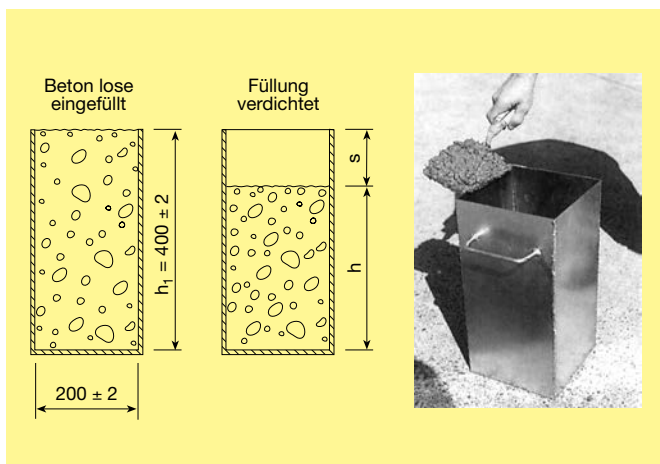 Beton lose
eingefüllt
Füllung
verdichtet
h₁ = 400 ± 2
s
h
200 ± 2